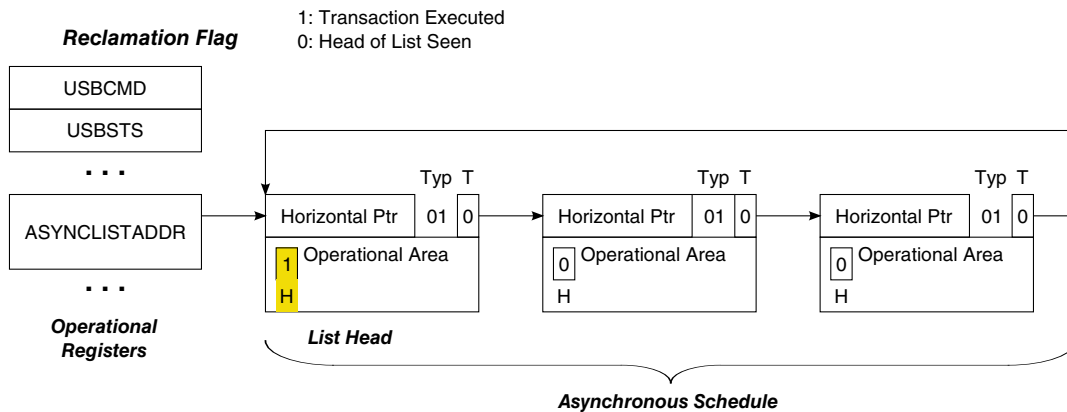 1: Transaction Executed
Reclamation Flag
0: Head of List Seen
USBCMD
USBSTS
. . .
Typ T
Typ T
Typ T
ASYNCLISTADDR
Horizontal Ptr 01 0
Horizontal Ptr 01 0
Horizontal Ptr 01 0
1 Operational Area
H
0 Operational Area
H
0 Operational Area
H
. . .
Operational
Registers
List Head
Asynchronous Schedule